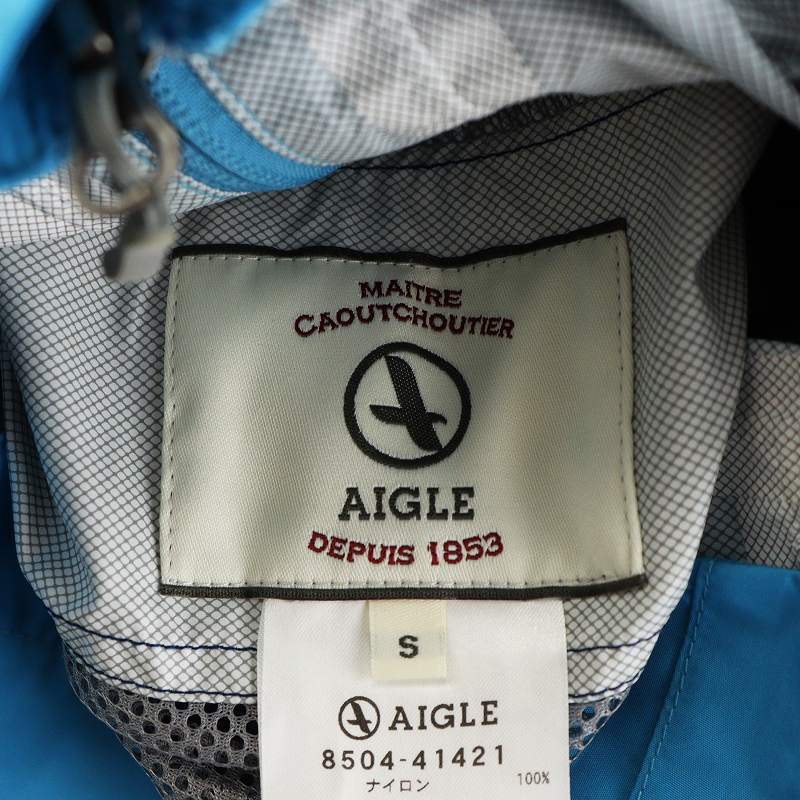 MAITRE
CAOUTCHOUTIER
AIGLE
DEPUIS 1853
S
AIGLE
8504-41421
ナイロン 100%